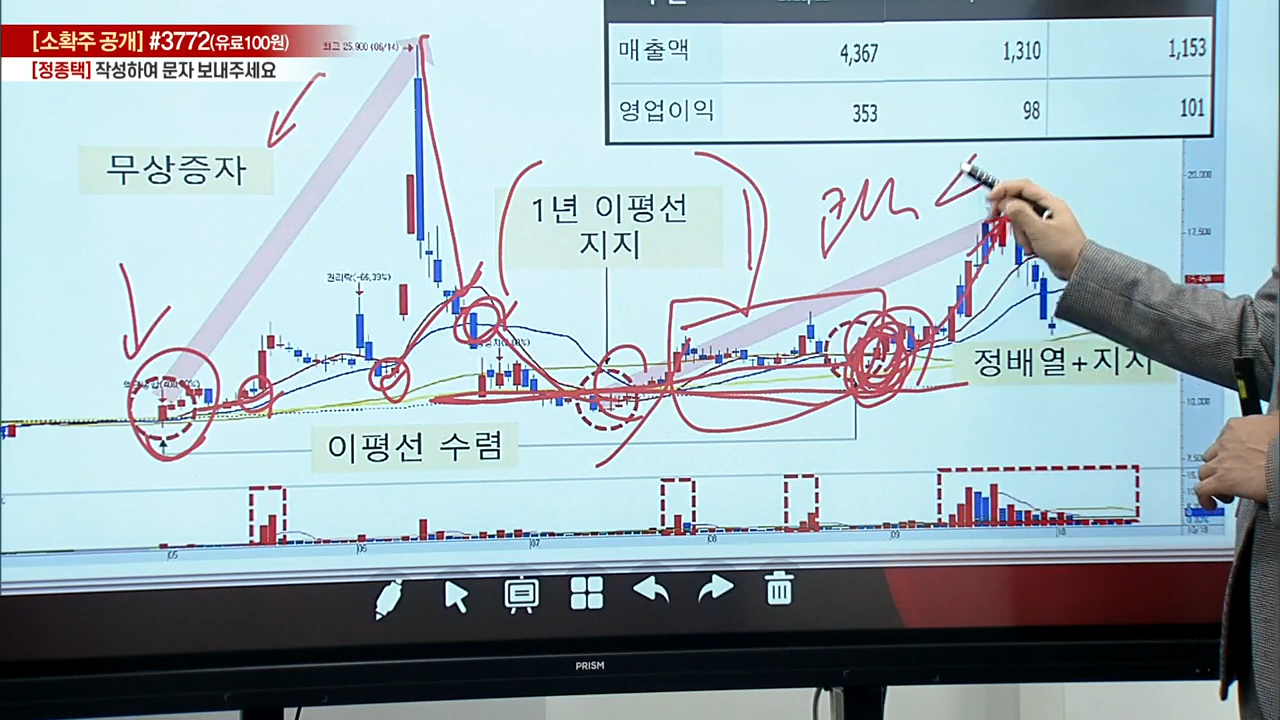 [소확주 공개] #3772(유료100원)
[정종택] 작성하여 문자 보내주세요
최고 25,900 (06/14)
매출액 4,367 1,310 1,153
영업이익 353 98 101
무상증자
1년 이평선
지지
20,000
17,500
권리락(-66,39%)
정배열+지지
10,000
이평선 수렴
05 06 07 08 09 10
PRISM